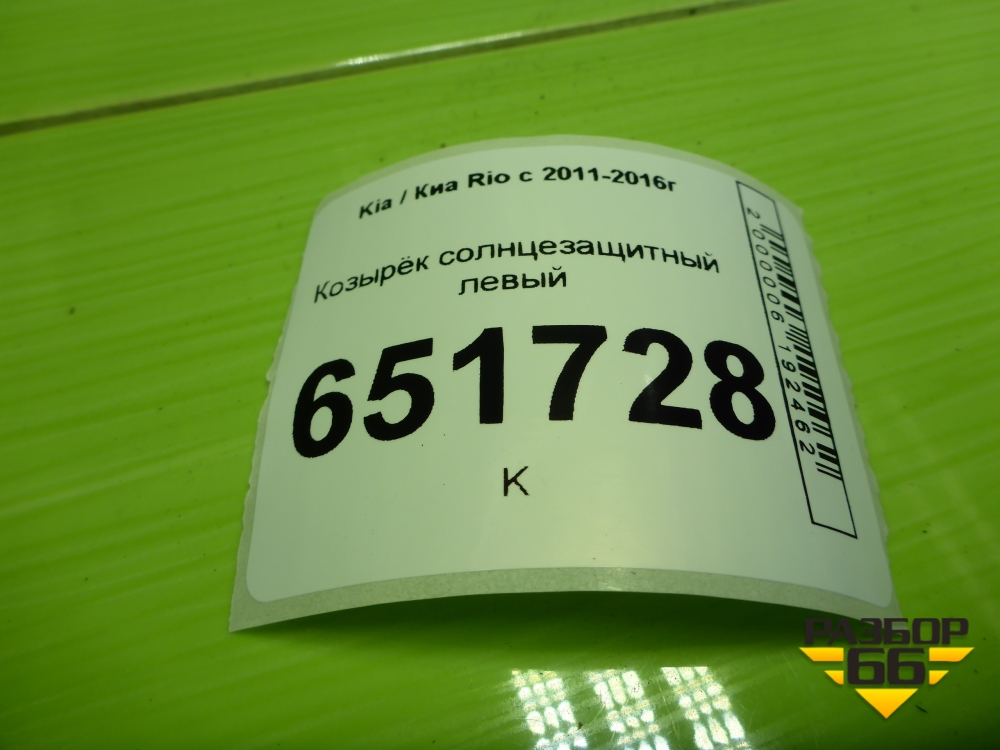 Kia / Киа Rio с 2011-2016г
Козырёк солнцезащитный
левый
651728
К
2000006192462
РАЗБОР
66